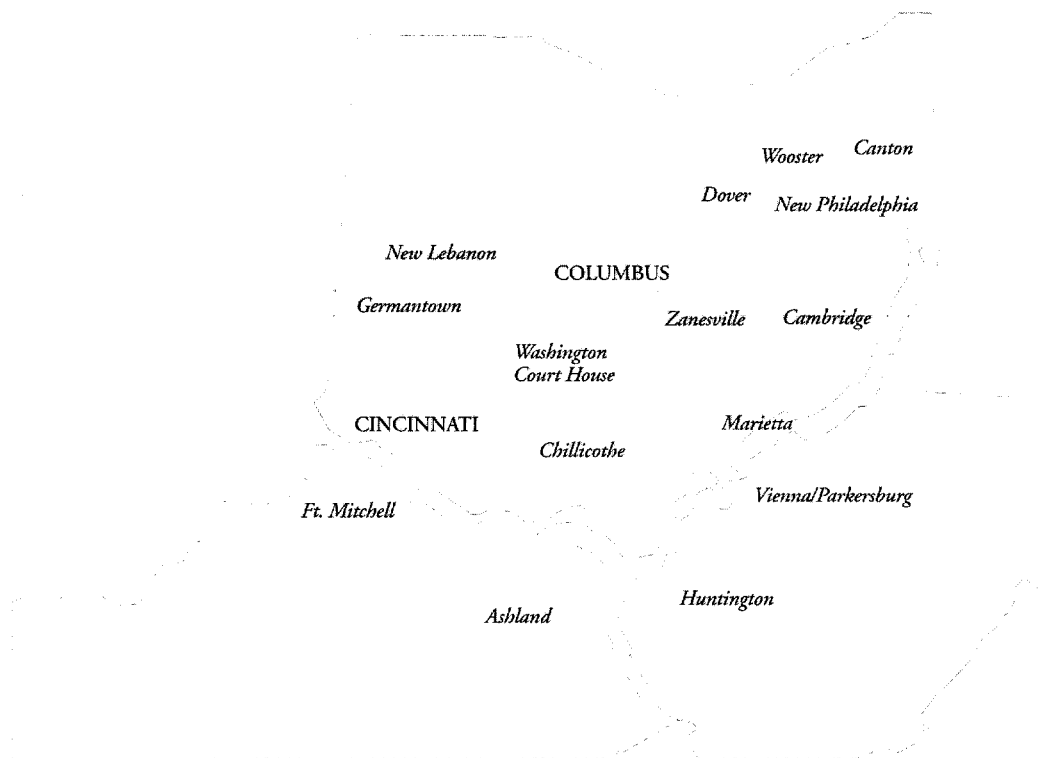 Wooster
Canton
Dover
New Philadelphia
New Lebanon
COLUMBUS
Germantown
Zanesville
Cambridge
Washington
Court House
CINCINNATI
Marietta
Chillicothe
Vienna/Parkersburg
Ft. Mitchell
Huntington
Ashland